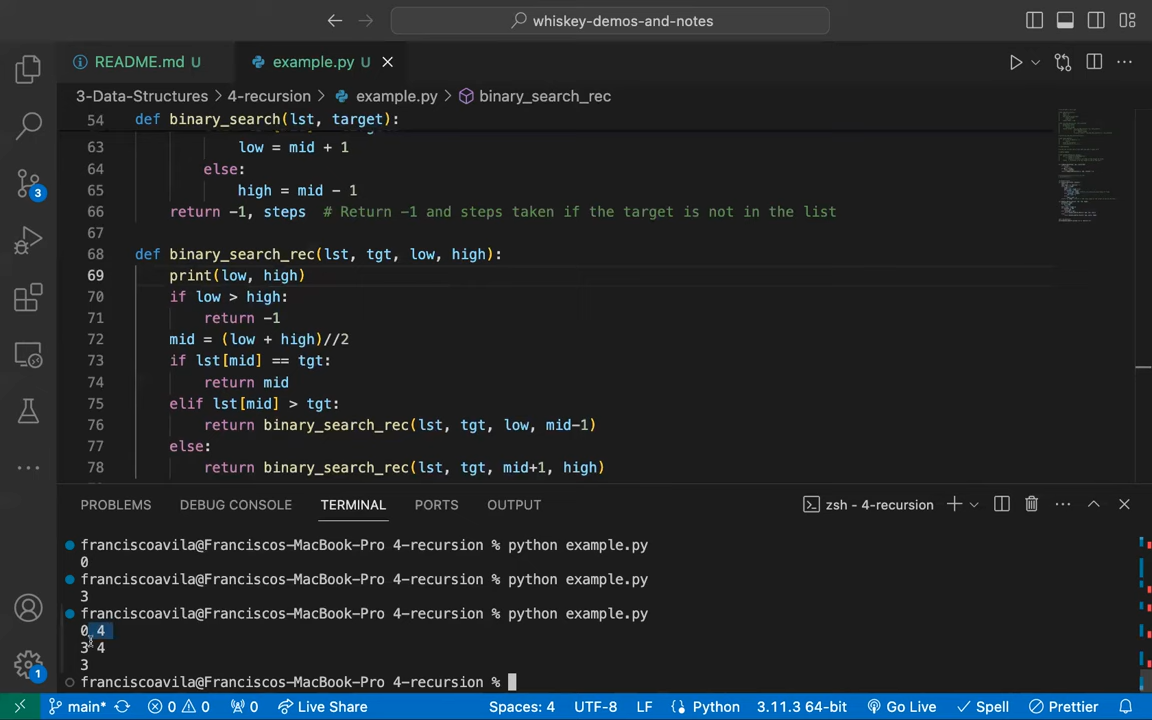 whiskey-demos-and-notes
README.md U
example.py U
3-Data-Structures > 4-recursion > example.py > binary_search_rec
54 def binary_search(lst, target):
63 low = mid + 1
64 else:
65 high = mid - 1
66 return -1, steps # Return -1 and steps taken if the target is not in the list
67
68 def binary_search_rec(lst, tgt, low, high):
69 print(low, high)
70 if low > high:
71 return -1
72 mid = (low + high)//2
73 if lst[mid] == tgt:
74 return mid
75 elif lst[mid] > tgt:
76 return binary_search_rec(lst, tgt, low, mid-1)
77 else:
78 return binary_search_rec(lst, tgt, mid+1, high)
3
PROBLEMS DEBUG CONSOLE TERMINAL PORTS OUTPUT zsh - 4-recursion
franciscoavila@Franciscos-MacBook-Pro 4-recursion % python example.py
0
franciscoavila@Franciscos-MacBook-Pro 4-recursion % python example.py
3
franciscoavila@Franciscos-MacBook-Pro 4-recursion % python example.py
0 4
3 4
3
franciscoavila@Franciscos-MacBook-Pro 4-recursion %
1
main* 0 0 0 Live Share Spaces: 4 UTF-8 LF Python 3.11.3 64-bit Go Live Spell Prettier